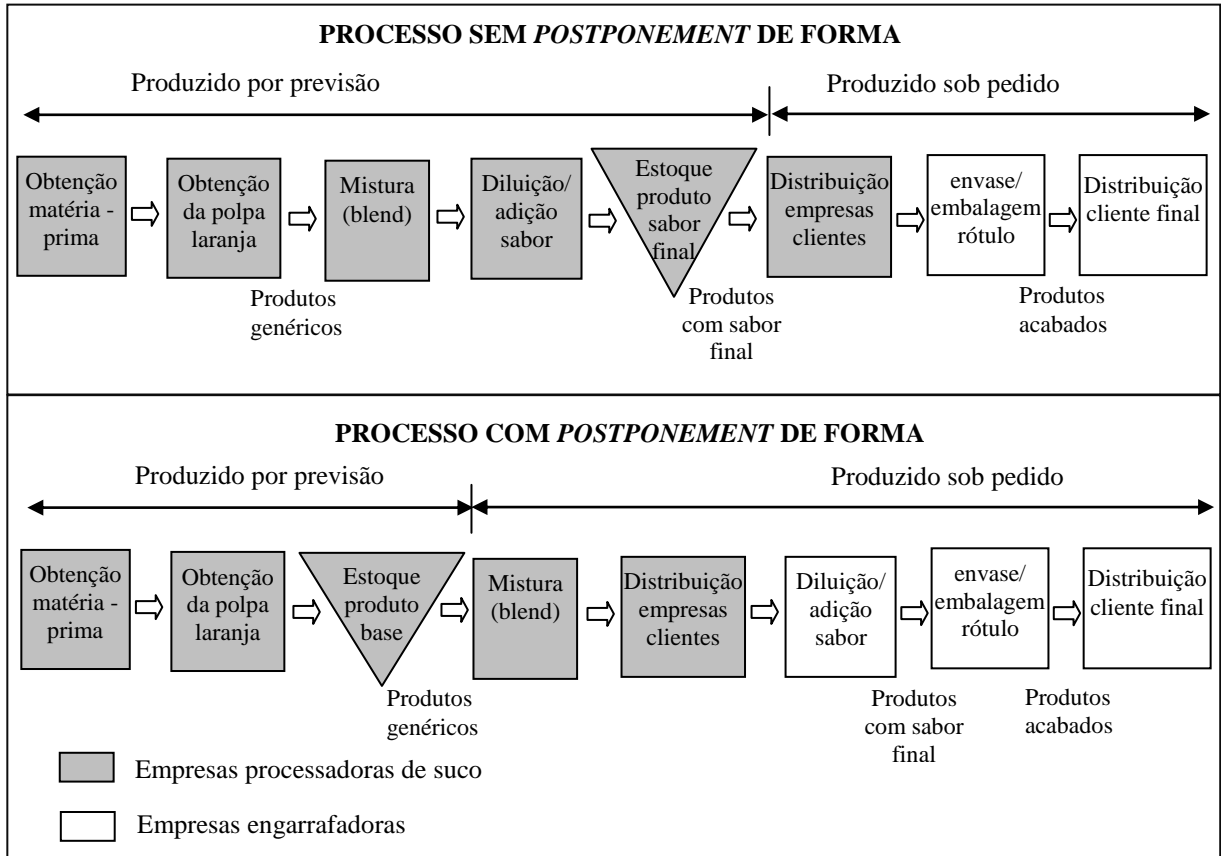 PROCESSO SEM POSTPONEMENT DE FORMA
Produzido por previsão
Produzido sob pedido
Obtenção
matéria -
prima
Obtenção
da polpa
laranja
Mistura
(blend)
Diluição/
adição
sabor
Estoque
produto
sabor
final
Distribuição
empresas
clientes
envase/
embalagem
rótulo
Distribuição
cliente final
Produtos
genéricos
Produtos
com sabor
final
Produtos
acabados
PROCESSO COM POSTPONEMENT DE FORMA
Produzido por previsão
Produzido sob pedido
Obtenção
matéria -
prima
Obtenção
da polpa
laranja
Estoque
produto
base
Mistura
(blend)
Distribuição
empresas
clientes
Diluição/
adição
sabor
envase/
embalagem
rótulo
Distribuição
cliente final
Produtos
genéricos
Produtos
com sabor
final
Produtos
acabados
Empresas processadoras de suco
Empresas engarrafadoras